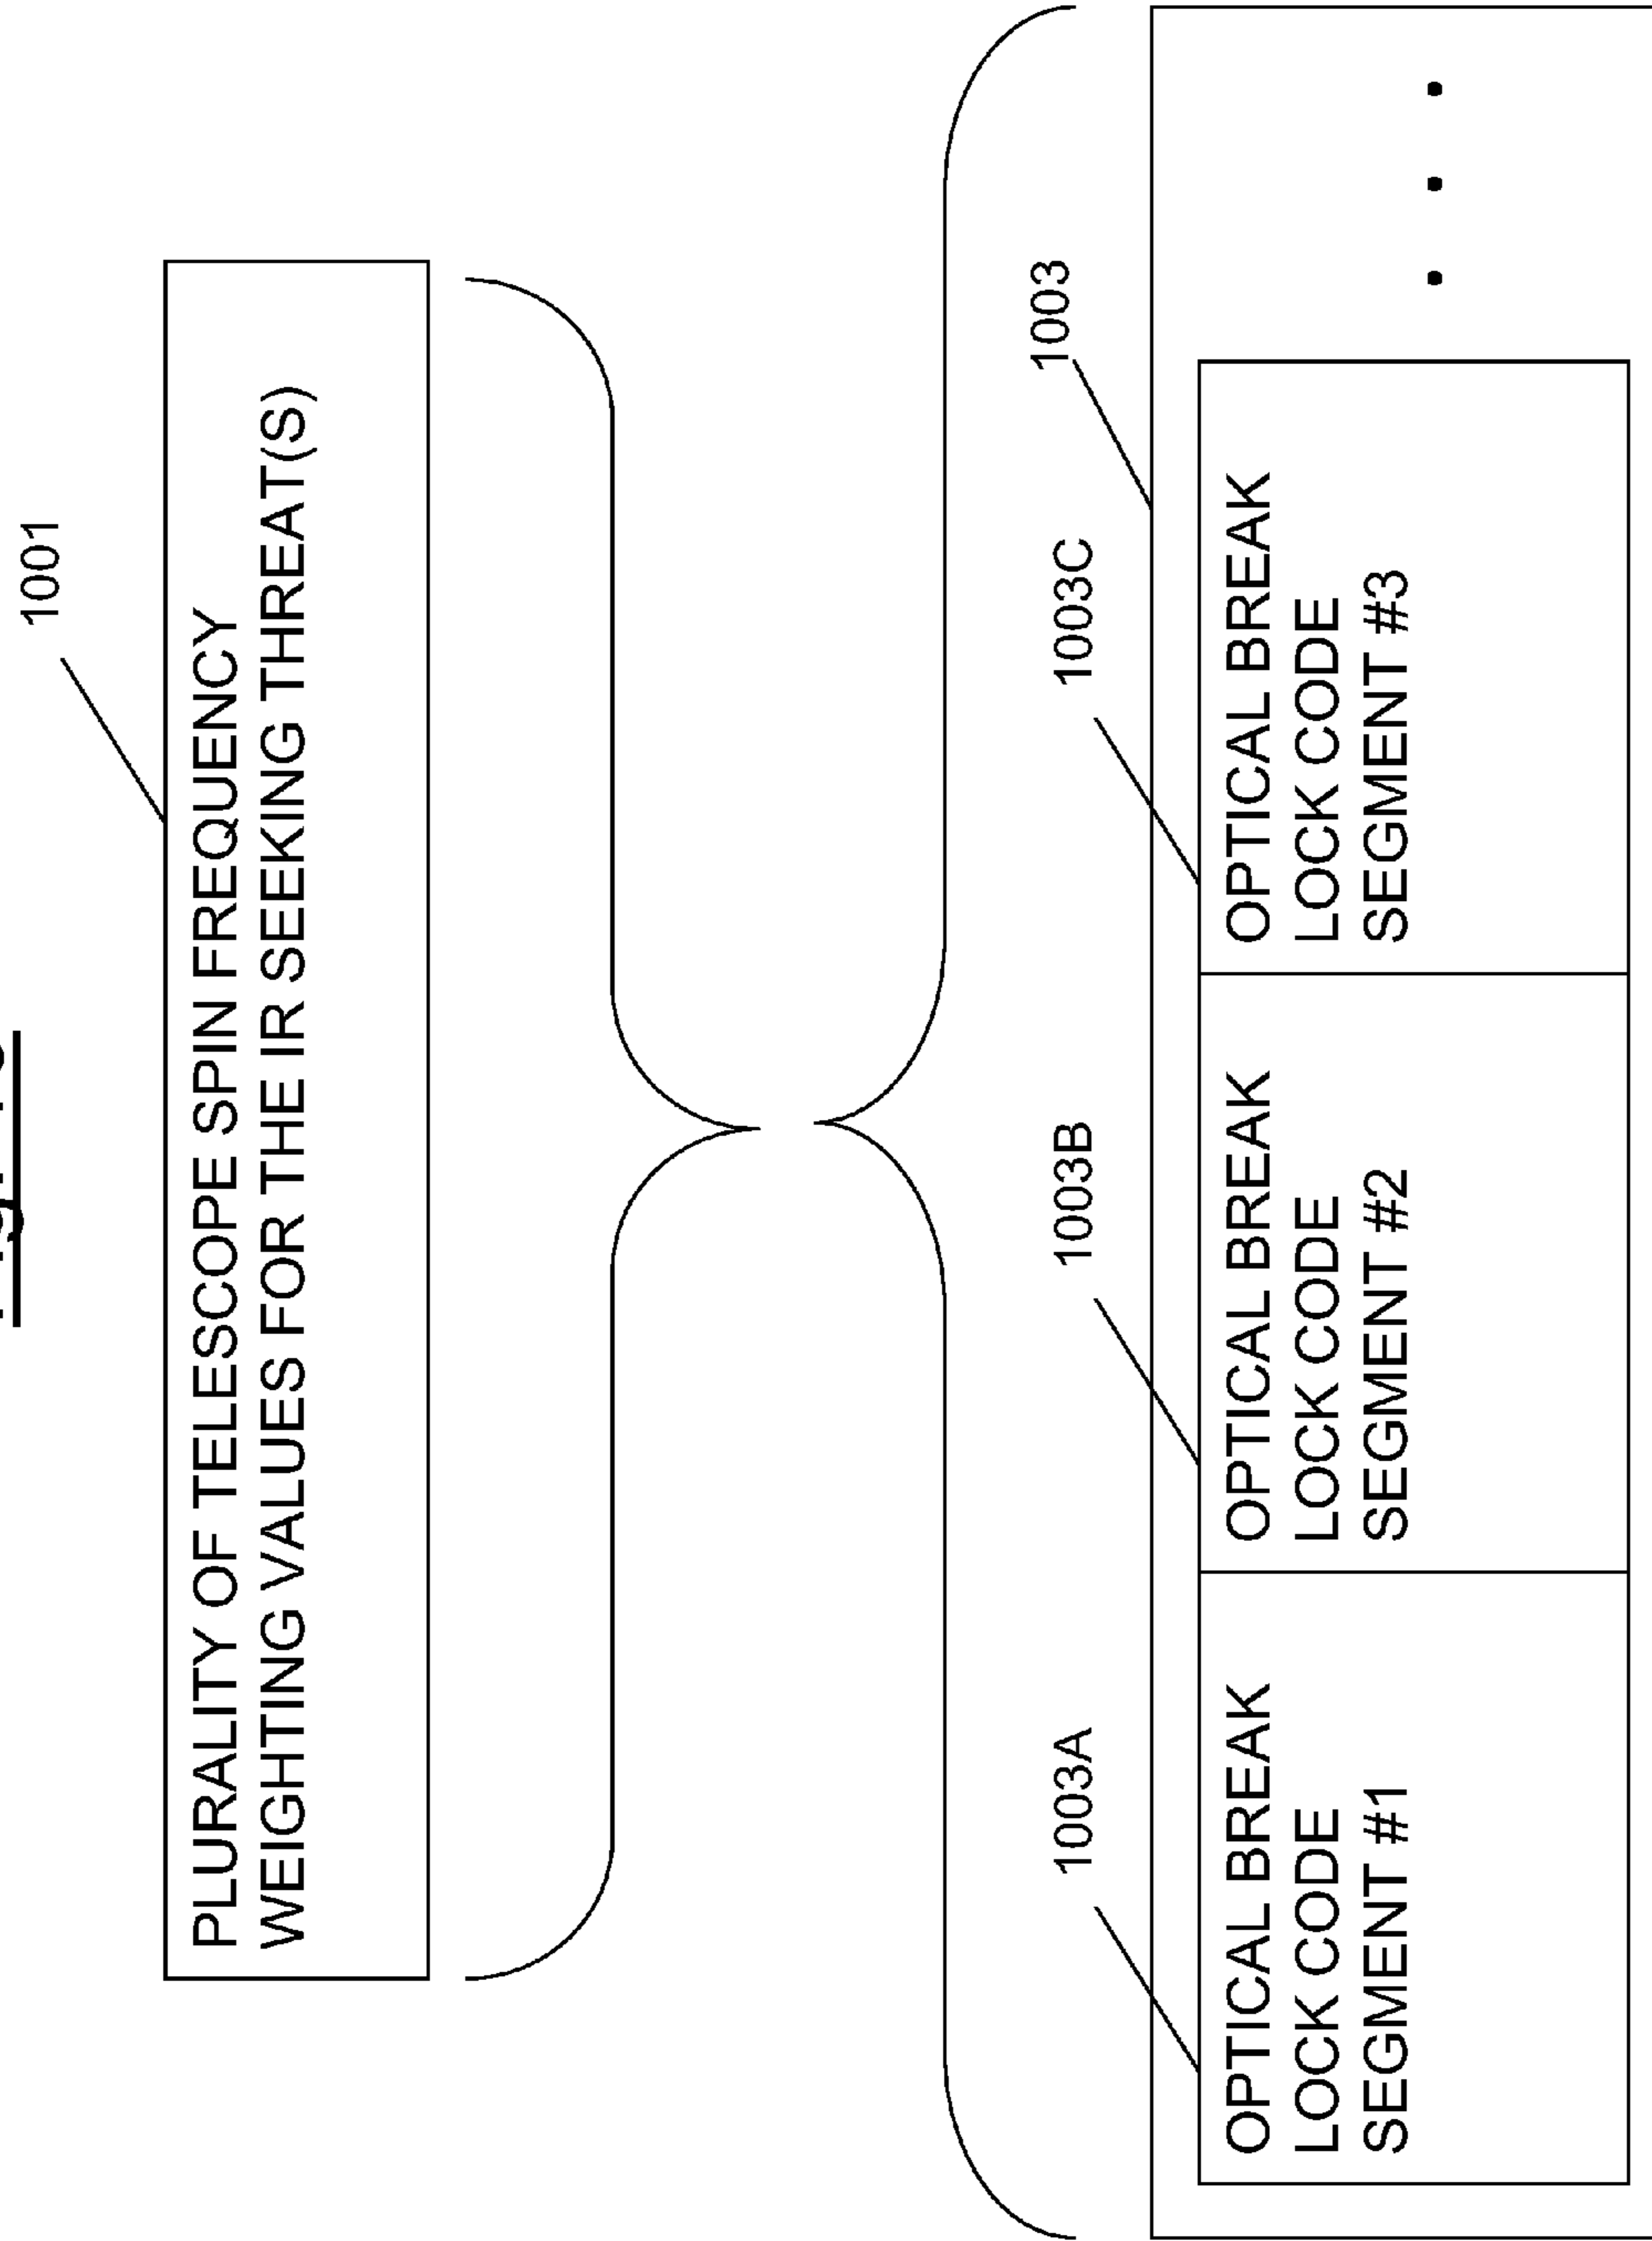 1001
PLURALITY OF TELESCOPE SPIN FREQUENCY
WEIGHTING VALUES FOR THE IR SEEKING THREAT(S)
1003
1003A
1003B
1003C
OPTICAL BREAK
LOCK CODE
SEGMENT #1
OPTICAL BREAK
LOCK CODE
SEGMENT #2
OPTICAL BREAK
LOCK CODE
SEGMENT #3